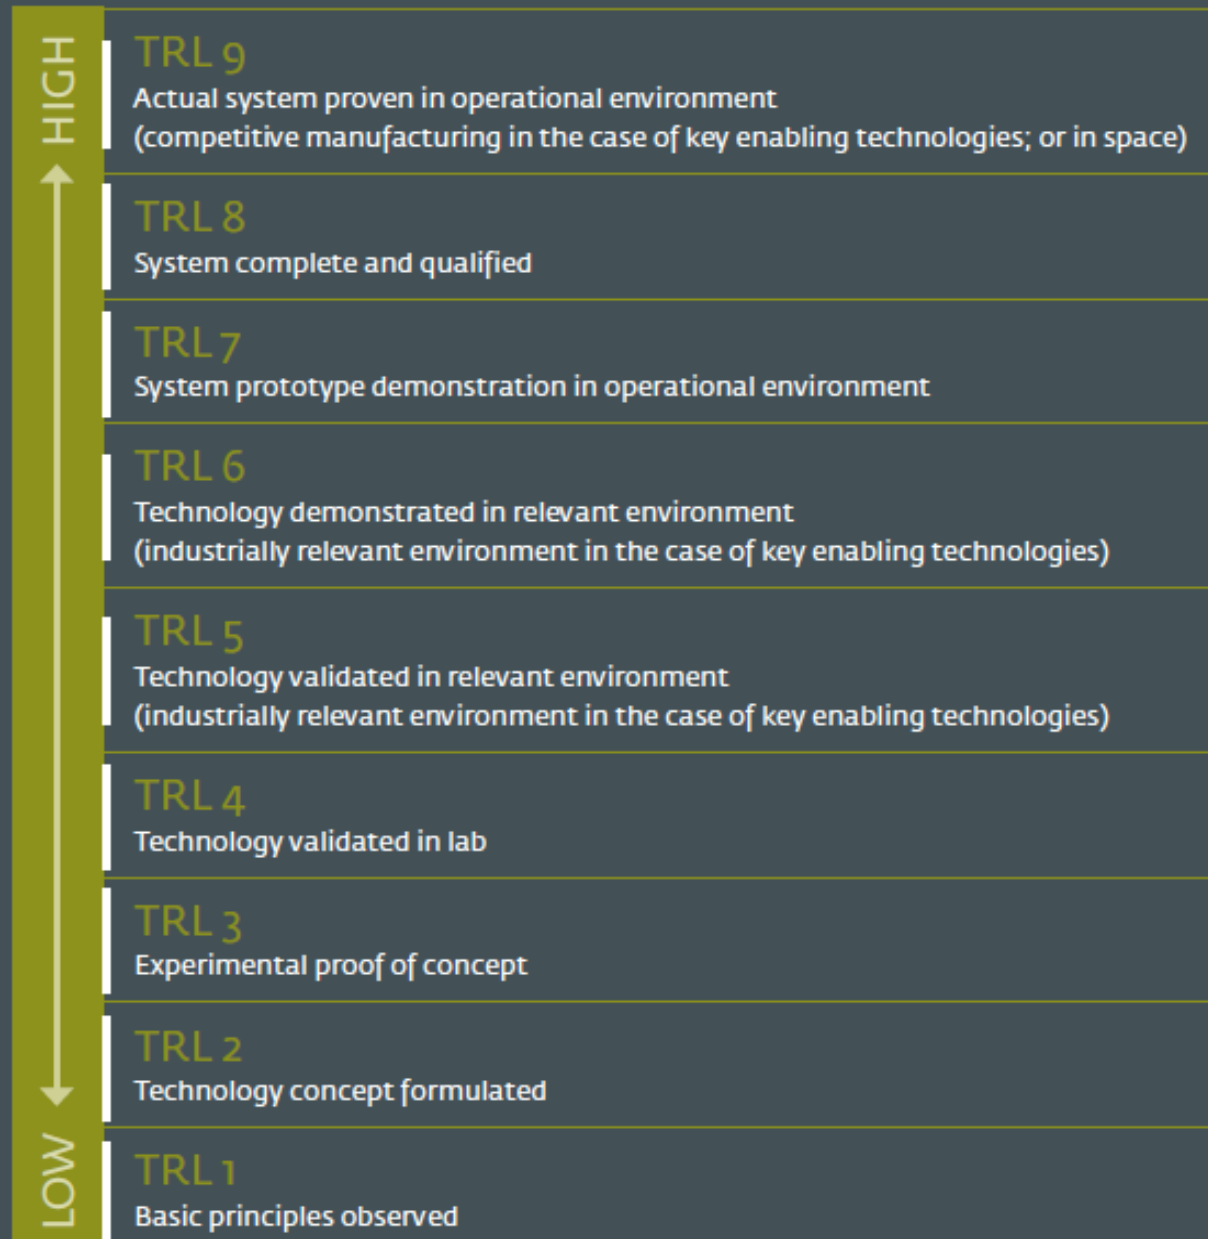 HIGH
TRL 9
Actual system proven in operational environment
(competitive manufacturing in the case of key enabling technologies; or in space)
TRL 8
System complete and qualified
TRL 7
System prototype demonstration in operational environment
TRL 6
Technology demonstrated in relevant environment
(industrially relevant environment in the case of key enabling technologies)
TRL 5
Technology validated in relevant environment
(industrially relevant environment in the case of key enabling technologies)
TRL 4
Technology validated in lab
TRL 3
Experimental proof of concept
TRL 2
Technology concept formulated
LOW
TRL 1
Basic principles observed